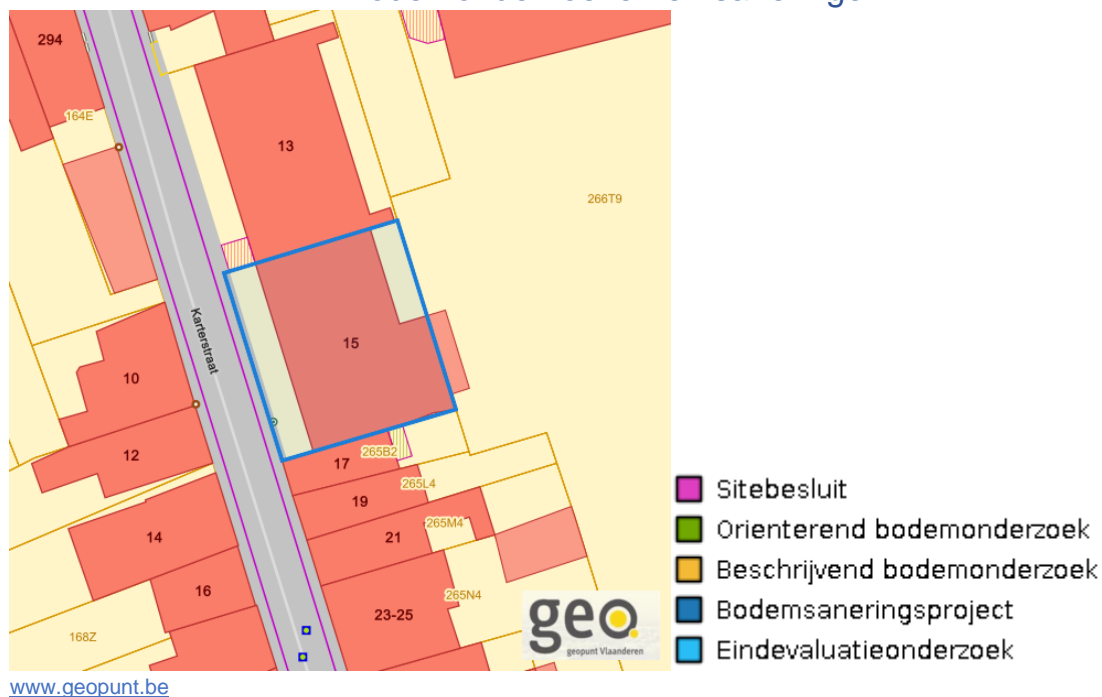 294
164E
13
266T9
Karterstraat
15
10
12
265B2
17
265L4
19
14
265M4
21
16
265N4
23-25
168Z
geo.
geopunt Vlaanderen
Sitebesluit
Orienterend bodemonderzoek
Beschrijvend bodemonderzoek
Bodemsaneringsproject
Eindevaluatieonderzoek
www.geopunt.be